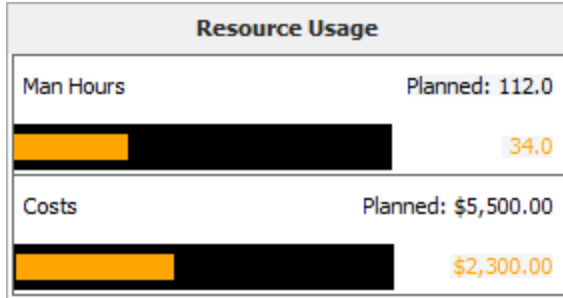 Resource Usage
Man Hours Planned: 112.0
34.0
Costs Planned: $5,500.00
$2,300.00